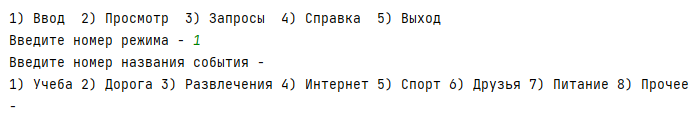 1) Ввод  2) Просмотр  3) Запросы  4) Справка  5) Выход
Введите номер режима - 1
Введите номер названия события -
1) Учеба 2) Дорога 3) Развлечения 4) Интернет 5) Спорт 6) Друзья 7) Питание 8) Прочее
-